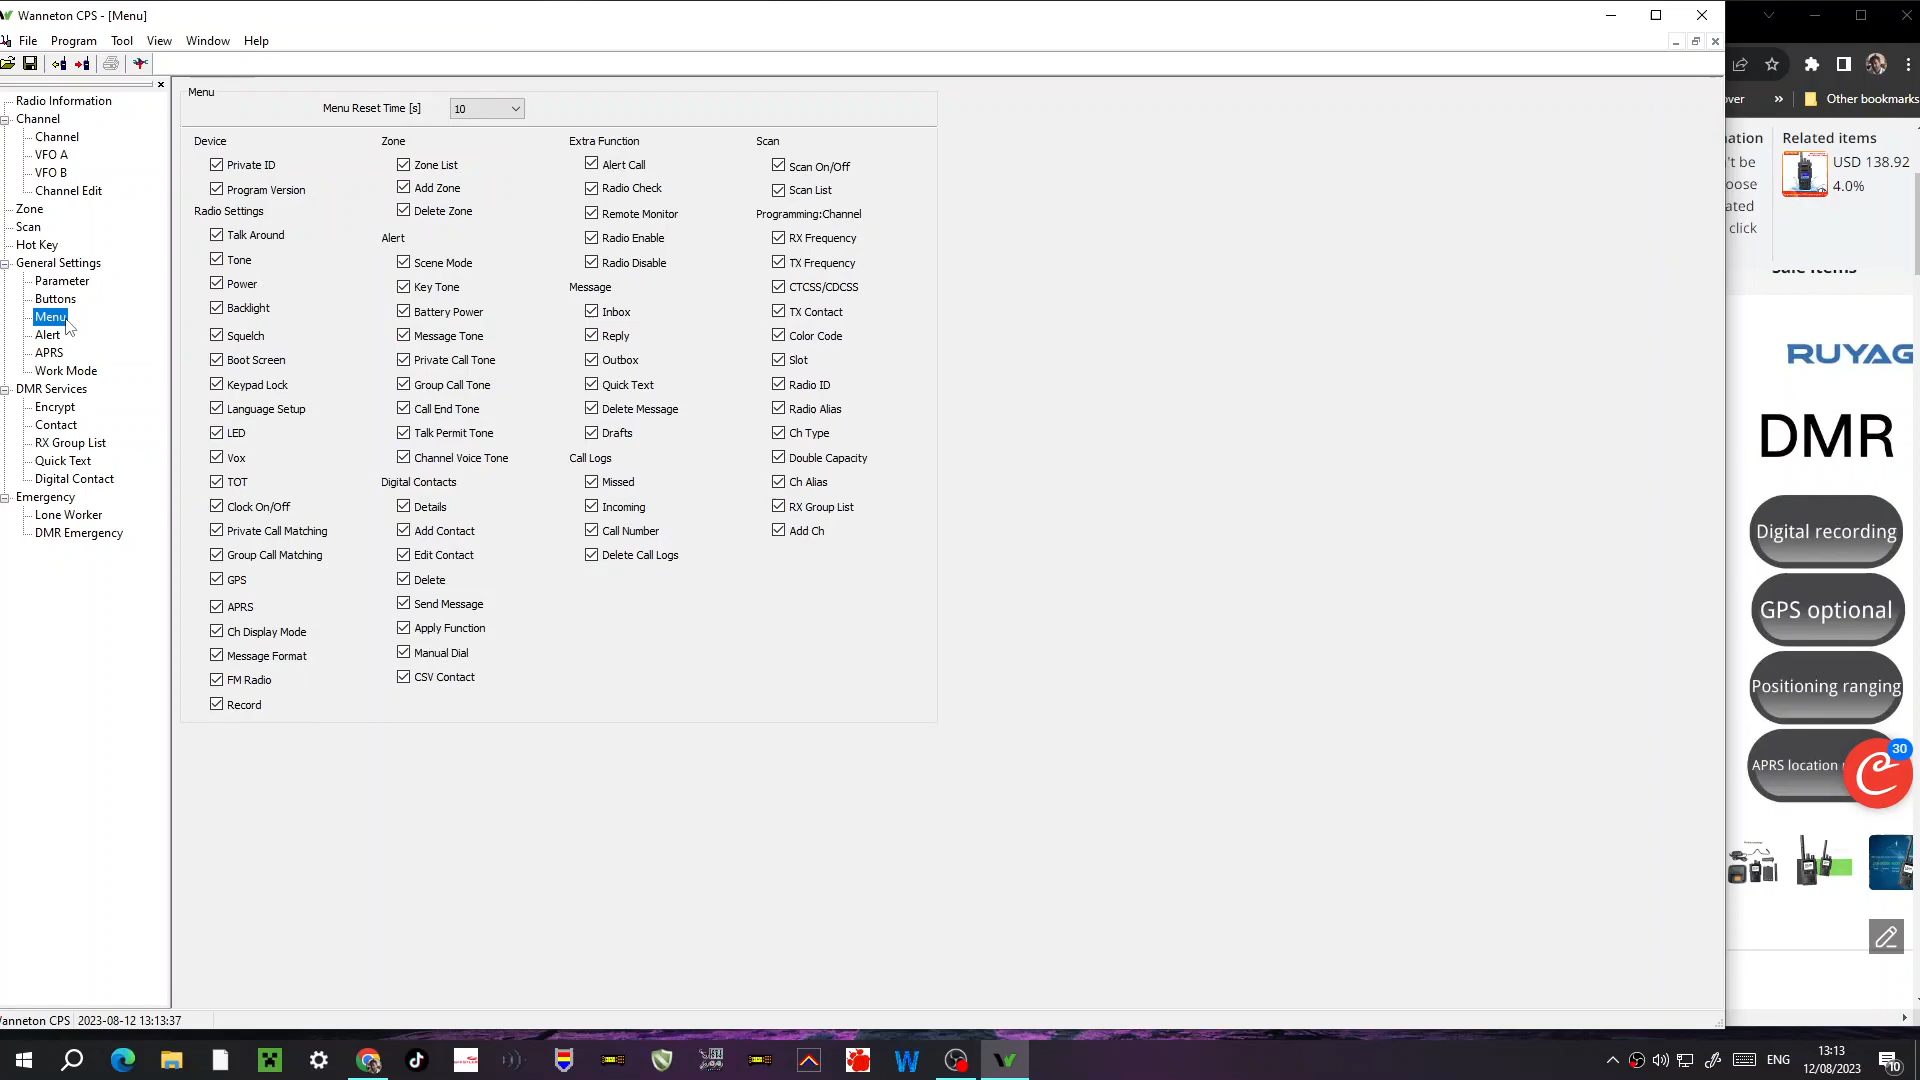 Wanneton CPS - [Menu]
File Program Tool View Window Help
Radio Information
Channel
Channel
VFO A
VFO B
Channel Edit
Zone
Scan
Hot Key
General Settings
Parameter
Buttons
Menu
Alert
APRS
Work Mode
DMR Services
Encrypt
Contact
RX Group List
Quick Text
Digital Contact
Emergency
Lone Worker
DMR Emergency
Menu
Menu Reset Time [s] 10
Device
Private ID
Program Version
Radio Settings
Talk Around
Tone
Power
Backlight
Squelch
Boot Screen
Keypad Lock
Language Setup
LED
Vox
TOT
Clock On/Off
Private Call Matching
Group Call Matching
GPS
APRS
Ch Display Mode
Message Format
FM Radio
Record
Zone
Zone List
Add Zone
Delete Zone
Alert
Scene Mode
Key Tone
Battery Power
Message Tone
Private Call Tone
Group Call Tone
Call End Tone
Talk Permit Tone
Channel Voice Tone
Digital Contacts
Details
Add Contact
Edit Contact
Delete
Send Message
Apply Function
Manual Dial
CSV Contact
Extra Function
Alert Call
Radio Check
Remote Monitor
Radio Enable
Radio Disable
Message
Inbox
Reply
Outbox
Quick Text
Delete Message
Drafts
Call Logs
Missed
Incoming
Call Number
Delete Call Logs
Scan
Scan On/Off
Scan List
Programming:Channel
RX Frequency
TX Frequency
CTCSS/CDCSS
TX Contact
Color Code
Slot
Radio ID
Radio Alias
Ch Type
Double Capacity
Ch Alias
RX Group List
Add Ch
over » Other bookmarks
ation
't be
oose
ated
click
Related items
USD 138.92
4.0%
Sale Items
RUYAG
DMR
Digital recording
GPS optional
Positioning ranging
APRS location
30
anneton CPS 2023-08-12 13:13:37
W
ENG
13:13
12/08/2023
10